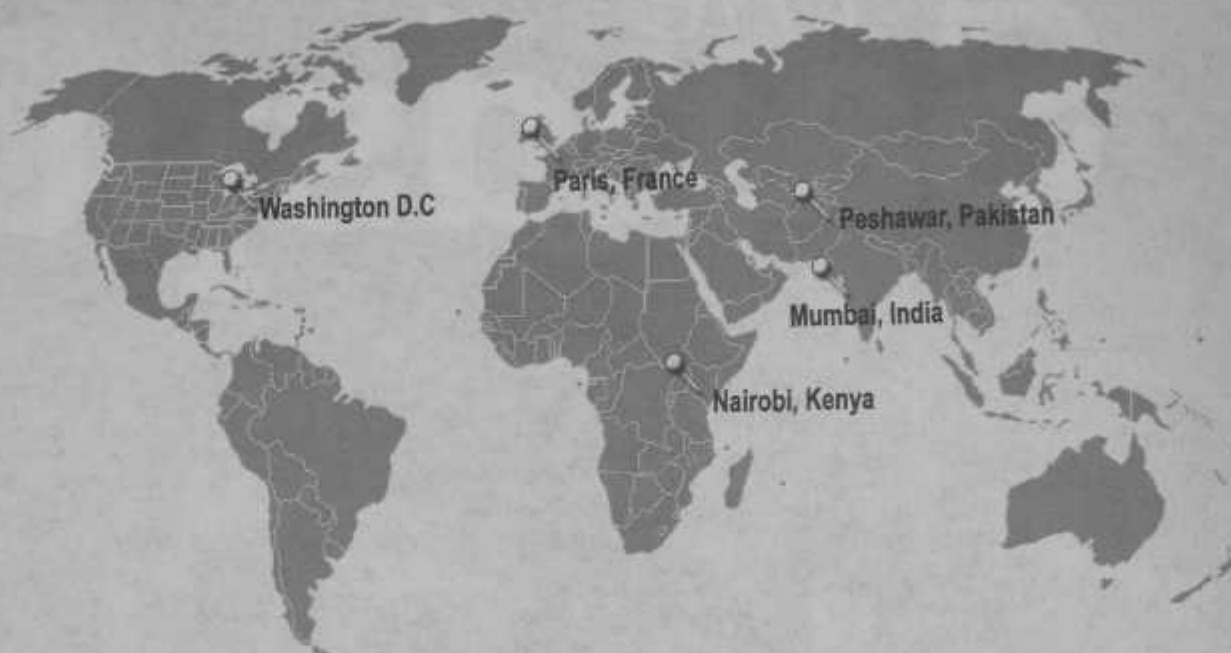 Paris, France
Washington D.C
Peshawar, Pakistan
Mumbai, India
Nairobi, Kenya